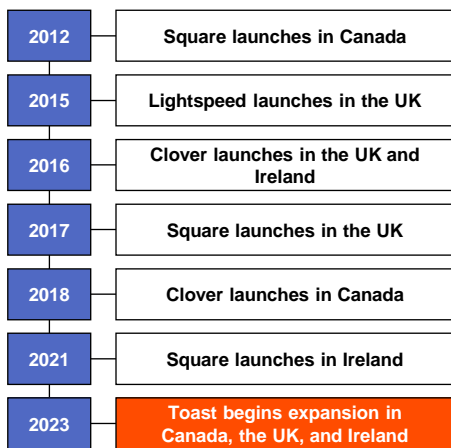 2012
Square launches in Canada
2015
Lightspeed launches in the UK
2016
Clover launches in the UK and
Ireland
2017
Square launches in the UK
2018
Clover launches in Canada
2021
Square launches in Ireland
2023
Toast begins expansion in
Canada, the UK, and Ireland